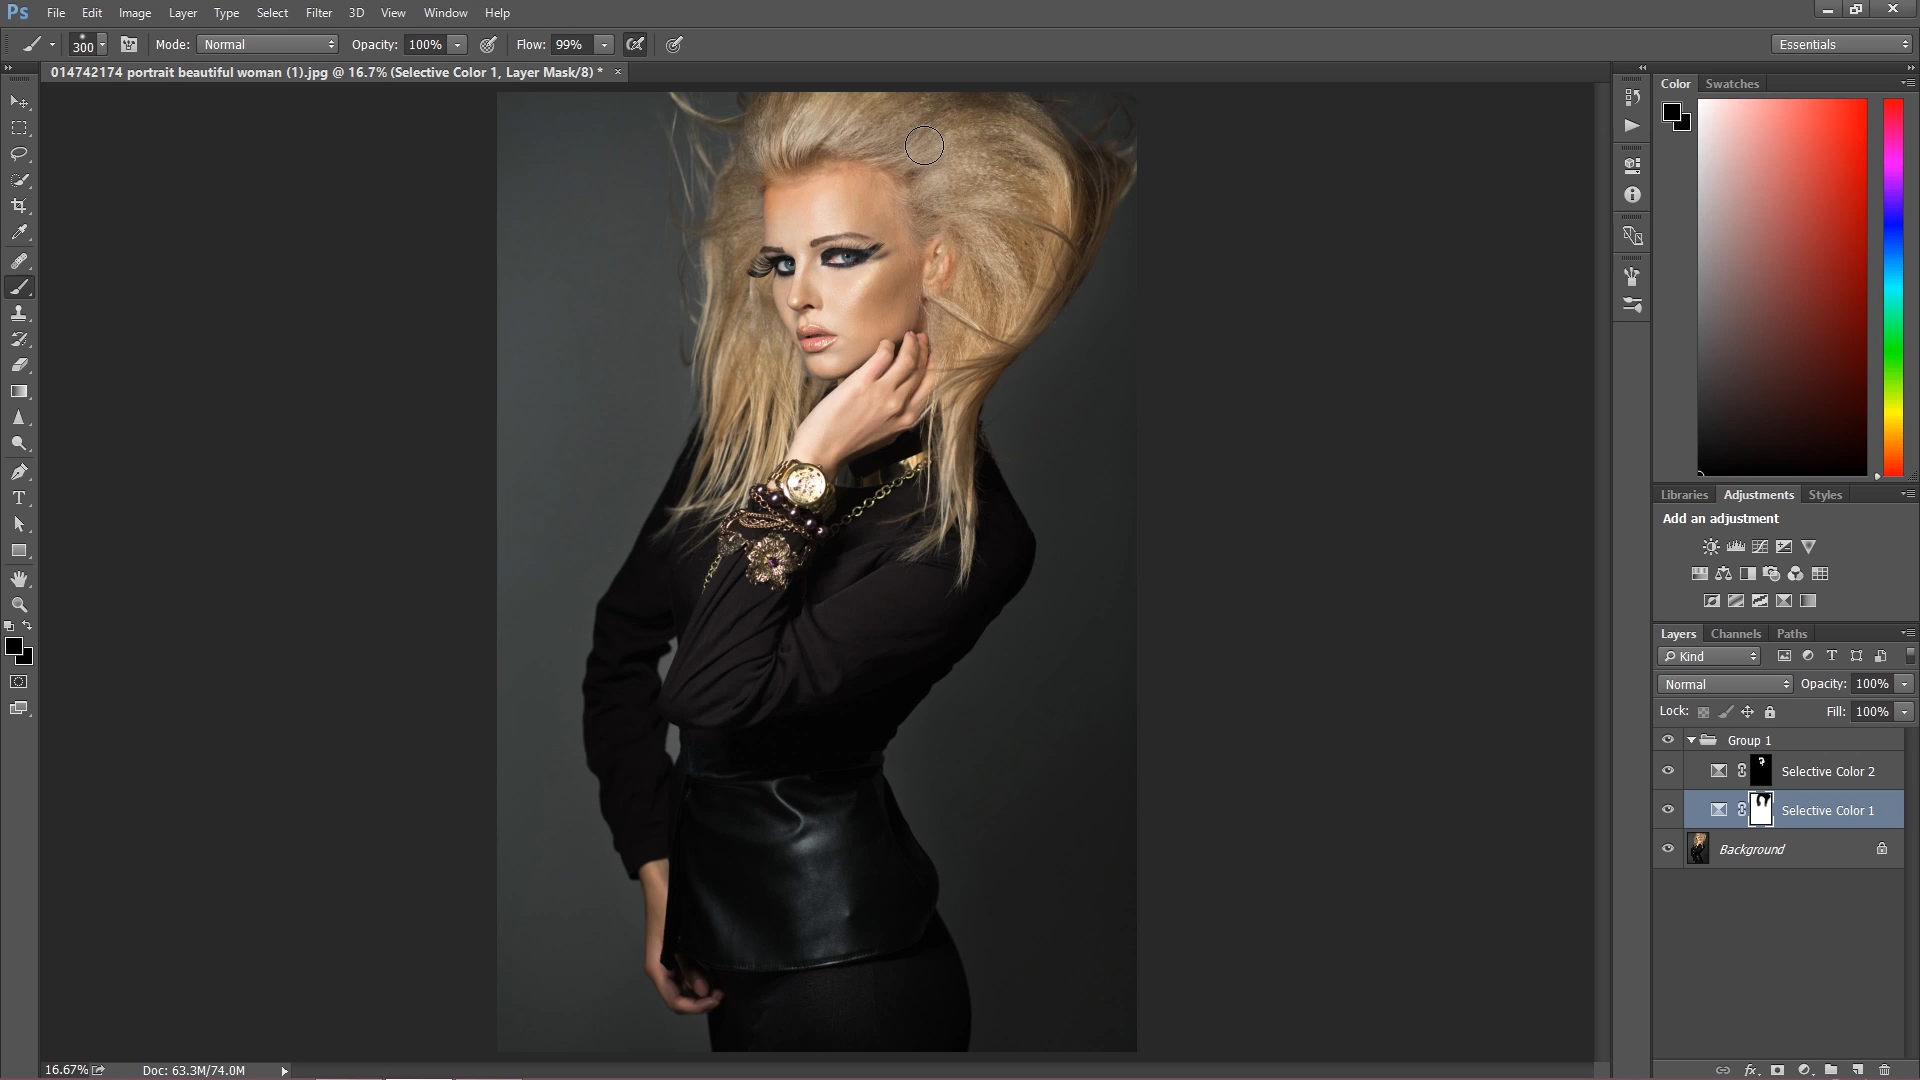 Ps File Edit Image Layer Type Select Filter 3D View Window Help
300 Mode: Normal Opacity: 100% Flow: 99% Essentials
014742174 portrait beautiful woman (1).jpg @ 16.7% (Selective Color 1, Layer Mask/8) * ×
Color Swatches
Libraries Adjustments Styles
Add an adjustment
Layers Channels Paths
Kind
Normal Opacity: 100%
Lock: Fill: 100%
Group 1
Selective Color 2
Selective Color 1
Background
16.67% Doc: 63.3M/74.0M